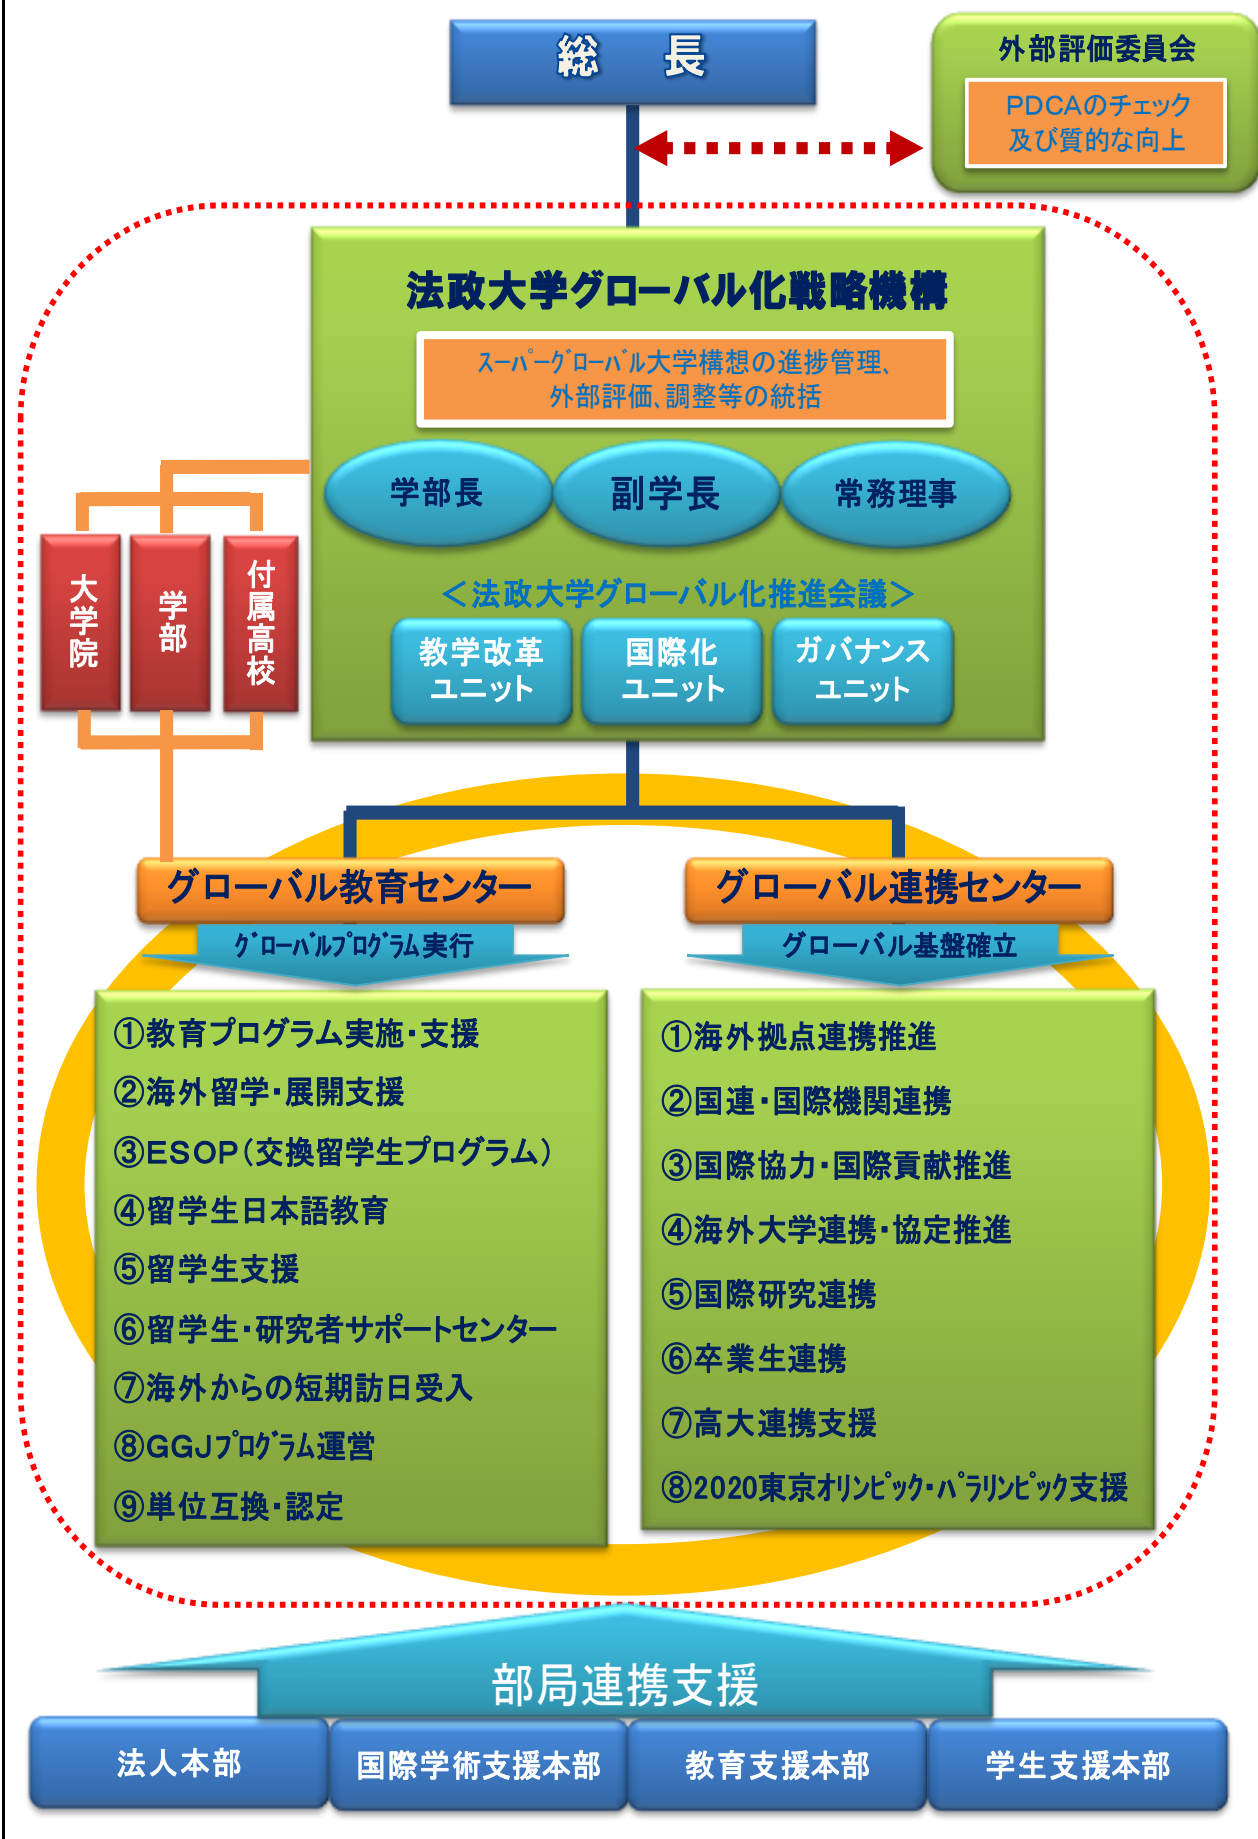 総　長
外部評価委員会
PDCAのチェック
及び質的な向上
法政大学グローバル化戦略機構
ｽｰﾊﾟｰｸﾞﾛｰﾊﾞﾙ大学構想の進捗管理、
外部評価、調整等の統括
学部長
副学長
常務理事
大学院
学部
付属高校
＜法政大学グローバル化推進会議＞
教学改革
ユニット
国際化
ユニット
ガバナンス
ユニット
グローバル教育センター
グローバル連携センター
ｸﾞﾛｰﾊﾞﾙﾌﾟﾛｸﾞﾗﾑ実行
グローバル基盤確立
①教育プログラム実施・支援
②海外留学・展開支援
③ＥＳＯＰ（交換留学生プログラム）
④留学生日本語教育
⑤留学生支援
⑥留学生・研究者サポートセンター
⑦海外からの短期訪日受入
⑧ＧＧＪﾌﾟﾛｸﾞﾗﾑ運営
⑨単位互換・認定
①海外拠点連携推進
②国連・国際機関連携
③国際協力・国際貢献推進
④海外大学連携・協定推進
⑤国際研究連携
⑥卒業生連携
⑦高大連携支援
⑧2020東京ｵﾘﾝﾋﾟｯｸ・ﾊﾟﾗﾘﾝﾋﾟｯｸ支援
部局連携支援
法人本部
国際学術支援本部
教育支援本部
学生支援本部